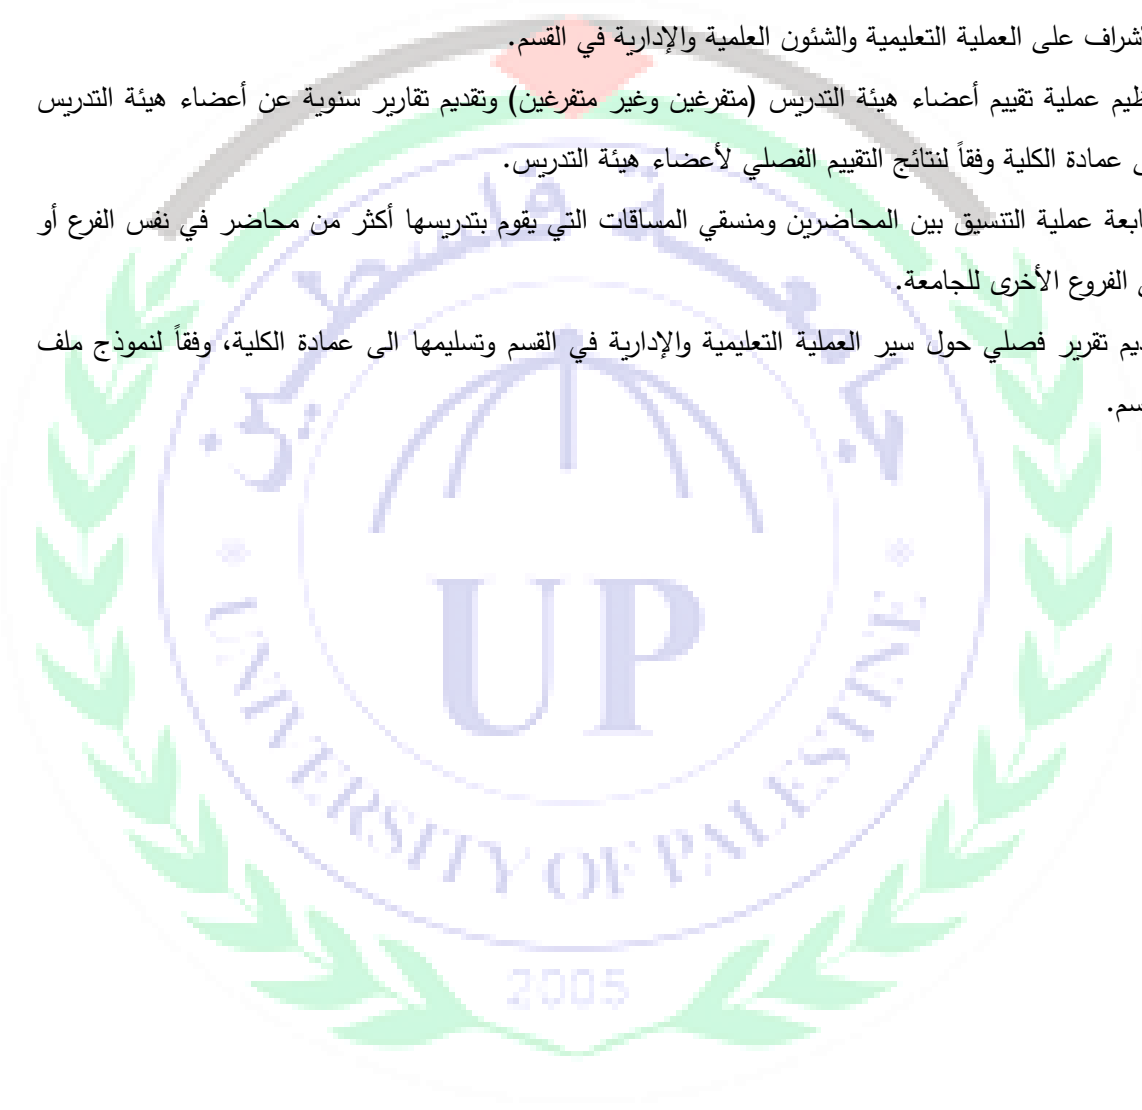 شراف على العملية التعليمية والشئون العلمية والإدارية في القسم.
ظيم عملية تقييم أعضاء هيئة التدريس (متفرغين وغير متفرغين) وتقديم تقارير سنوية عن أعضاء هيئة التدريس
عمادة الكلية وفقاً لنتائج التقييم الفصلي لأعضاء هيئة التدريس.
ابعة عملية التنسيق بين المحاضرين ومنسقي المساقات التي يقوم بتدريسها أكثر من محاضر في نفس الفرع أو
الفروع الأخرى للجامعة.
ديم تقرير فصلي حول سير العملية التعليمية والإدارية في القسم وتسليمها الى عمادة الكلية، وفقاً لنموذج ملف
سم.
جامعة فلسطين
UP
UNIVERSITY OF PALESTINE
2005